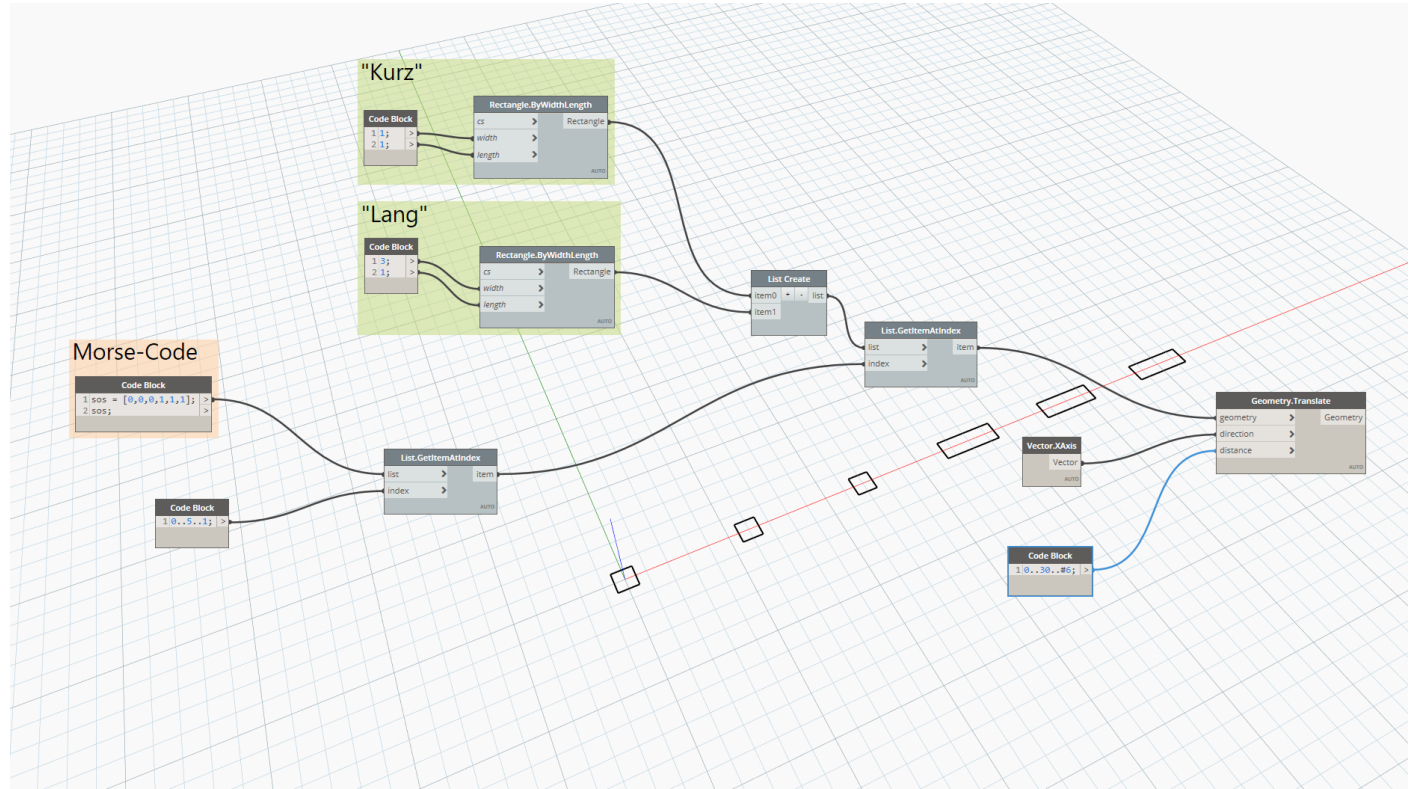 "Kurz"
Code Block
1 1; >
2 1; >
Rectangle.ByWidthLength
cs > Rectangle
width >
length >
AUTO
"Lang"
Code Block
1 3; >
2 1; >
Rectangle.ByWidthLength
cs > Rectangle
width >
length >
AUTO
List Create
item0 + - list
item1
List.GetItemAtIndex
list > item
index >
AUTO
Morse-Code
Code Block
1 sos = [0,0,0,1,1,1]; >
2 sos; >
List.GetItemAtIndex
list > item
index >
AUTO
Code Block
1 0..5..1; >
Geometry.Translate
geometry > Geometry
direction >
distance >
AUTO
Vector.XAxis
Vector
AUTO
Code Block
1 0..30..#6; >